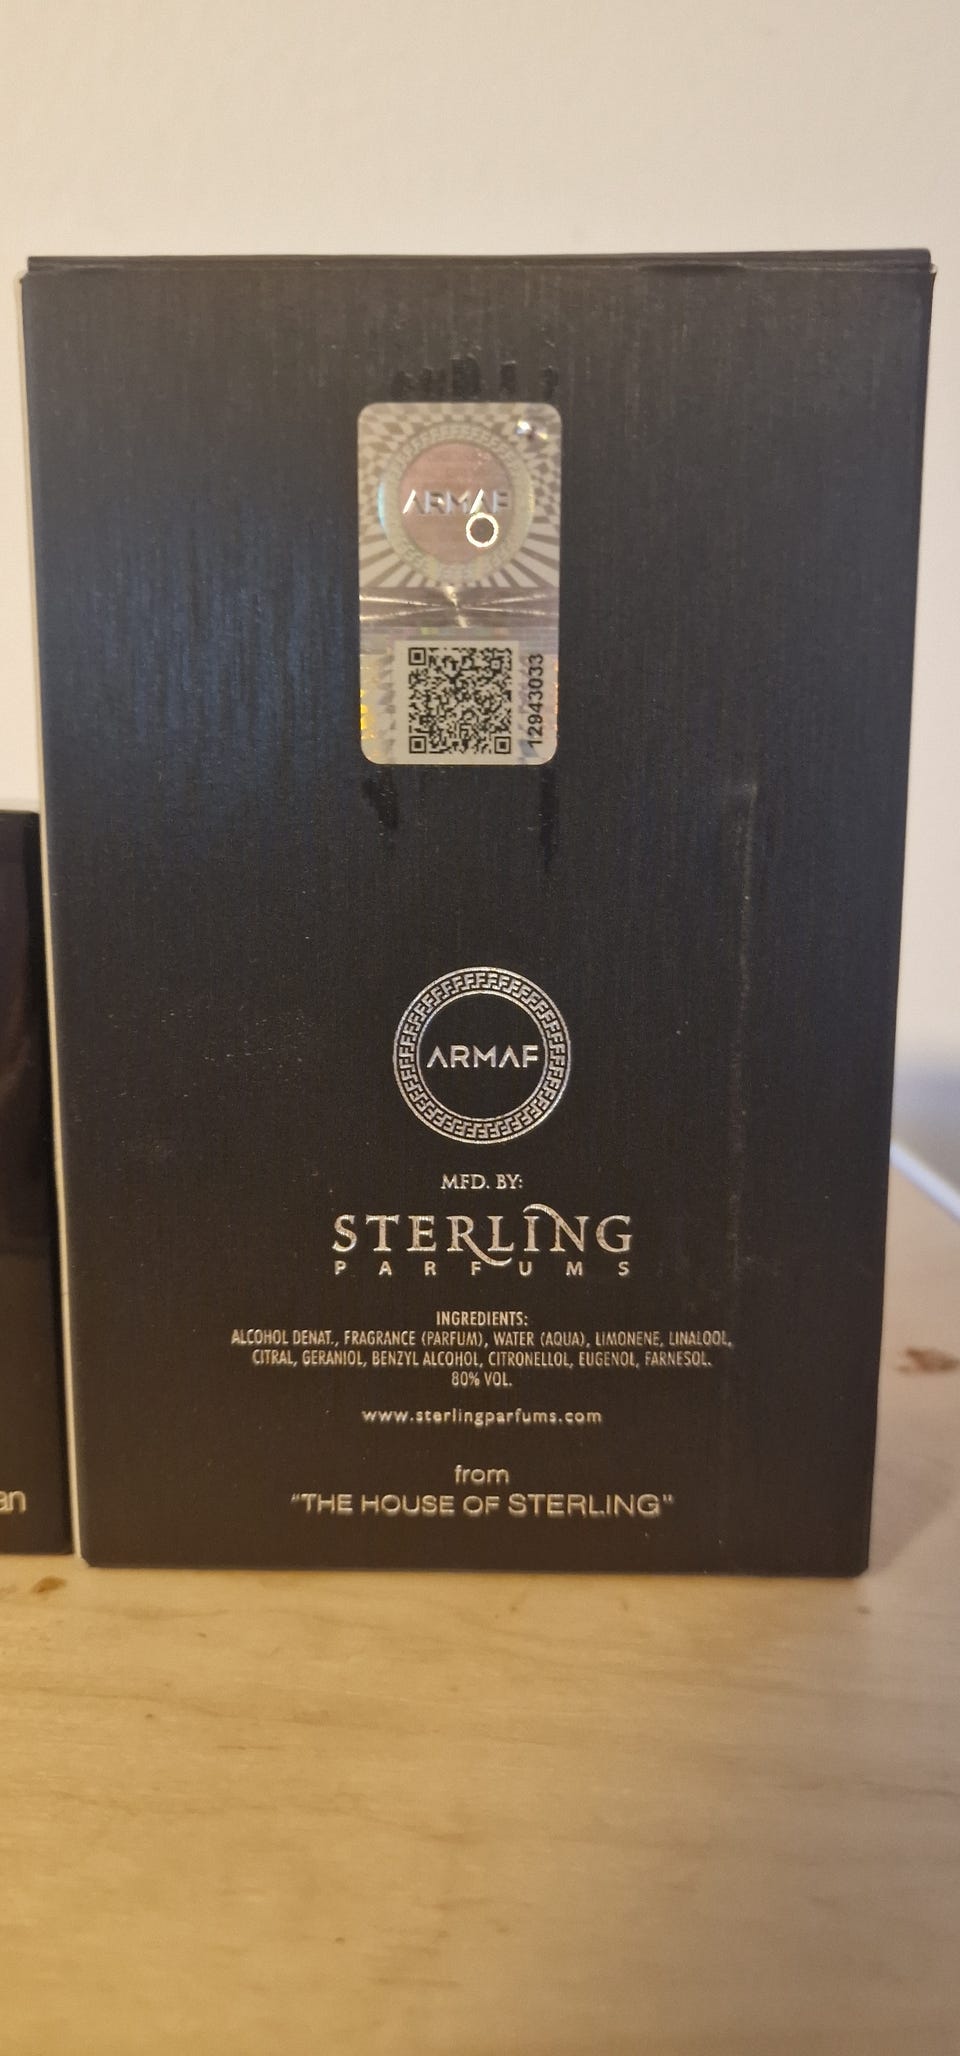 ARMAF
12943033
ARMAF
MFD. BY:
STERLING
PARFUMS
INGREDIENTS:
ALCOHOL DENAT., FRAGRANCE (PARFUM), WATER (AQUA), LIMONENE, LINALOOL,
CITRAL, GERANIOL, BENZYL ALCOHOL, CITRONELLOL, EUGENOL, FARNESOL.
80% VOL.
www.sterlingparfums.com
from
"THE HOUSE OF STERLING"
an